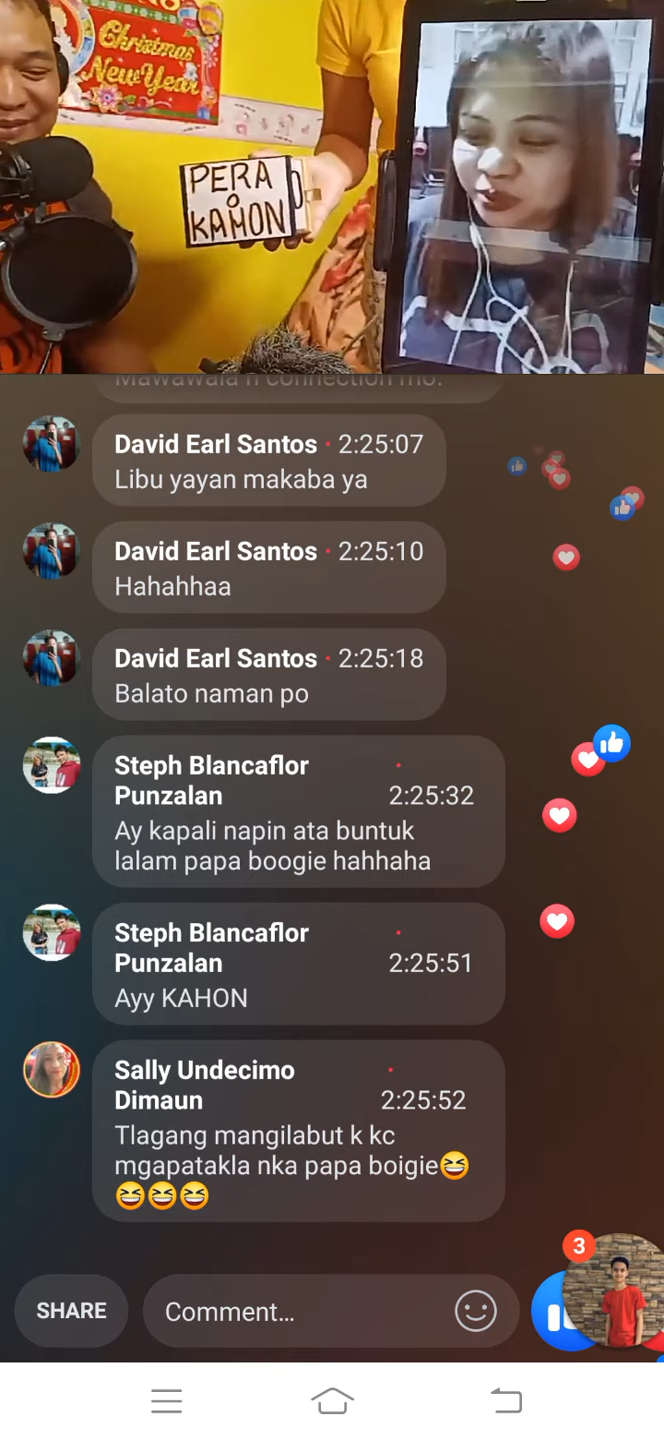 Christmas
New Year
PERA
O
KAHON
Mawawala n connection mo.
David Earl Santos · 2:25:07
Libu yayan makaba ya
David Earl Santos · 2:25:10
Hahahhaa
David Earl Santos · 2:25:18
Balato naman po
Steph Blancaflor ·
Punzalan 2:25:32
Ay kapali napin ata buntuk
lalam papa boogie hahhaha
Steph Blancaflor ·
Punzalan 2:25:51
Ayy KAHON
Sally Undecimo ·
Dimaun 2:25:52
Tlagang mangilabut k kc
mgapatakla nka papa boigie😆
😆😆😆
3
SHARE Comment...